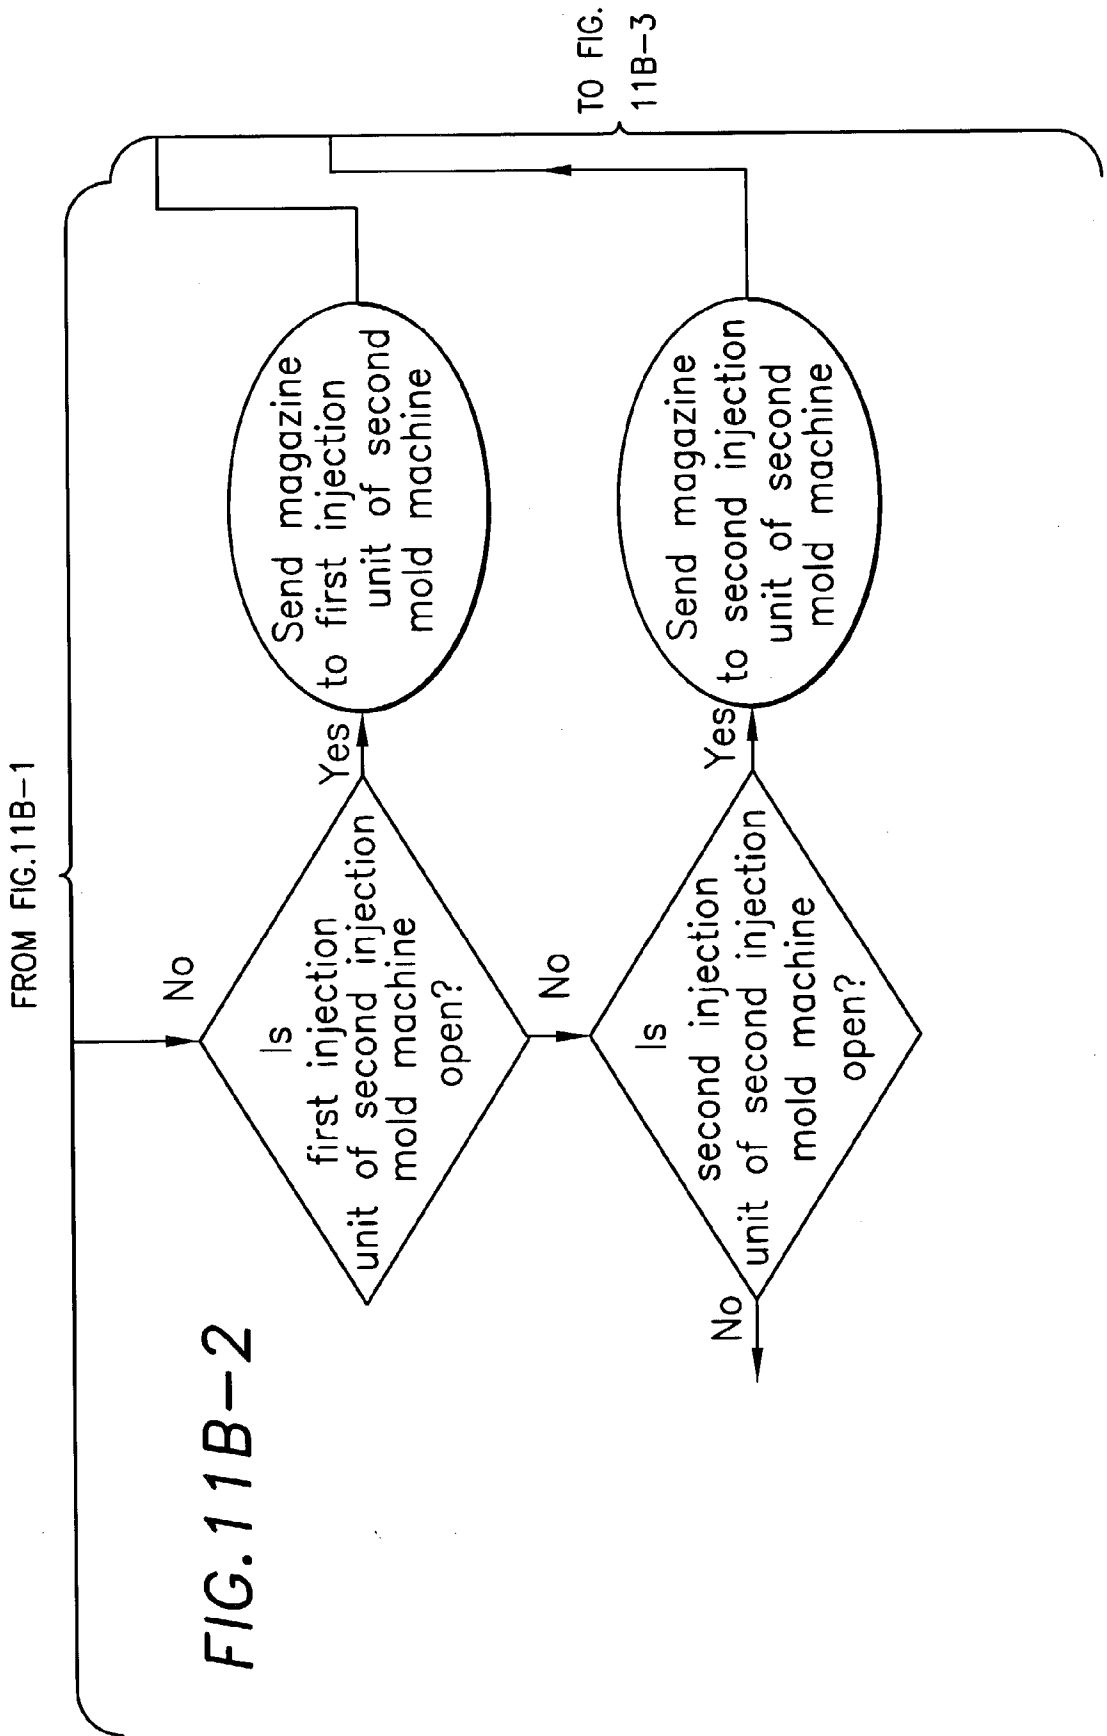 FROM FIG.11B-1
FIG.11B-2
No
Is
first injection
unit of second injection
mold machine
open?
Yes
Send magazine
to first injection
unit of second
mold machine
No
Is
second injection
unit of second injection
mold machine
open?
Yes
Send magazine
to second injection
unit of second
mold machine
No
TO FIG.
11B-3